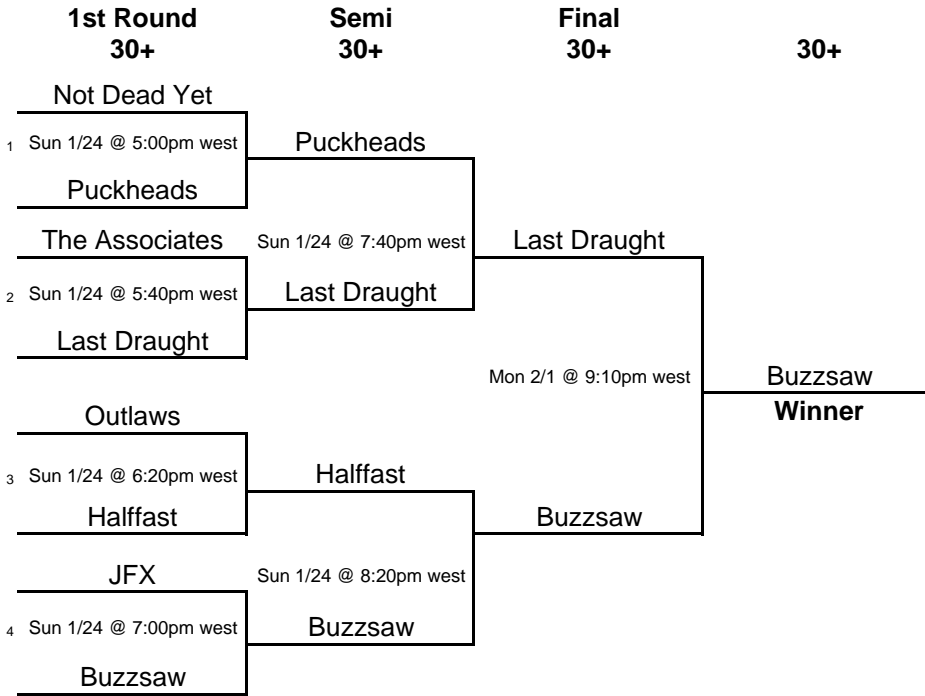 1st Round
30+
Semi
30+
Final
30+
30+
Not Dead Yet
1 Sun 1/24 @ 5:00pm west
Puckheads
Puckheads
The Associates
Sun 1/24 @ 7:40pm west
Last Draught
2 Sun 1/24 @ 5:40pm west
Last Draught
Last Draught
Mon 2/1 @ 9:10pm west
Buzzsaw
Winner
Outlaws
3 Sun 1/24 @ 6:20pm west
Halffast
Halffast
Buzzsaw
JFX
Sun 1/24 @ 8:20pm west
4 Sun 1/24 @ 7:00pm west
Buzzsaw
Buzzsaw